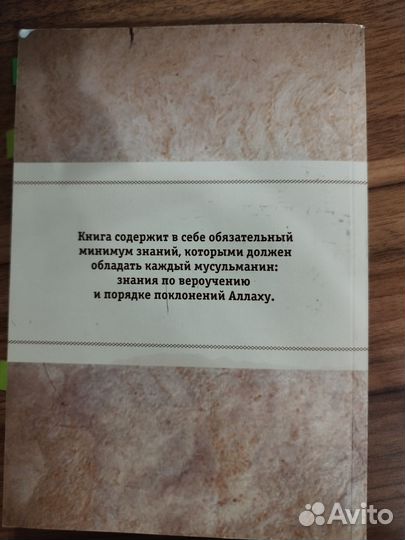 Книга содержит в себе обязательный
минимум знаний, которыми должен
обладать каждый мусульманин:
знания по вероучению
и порядке поклонений Аллаху.
Avito